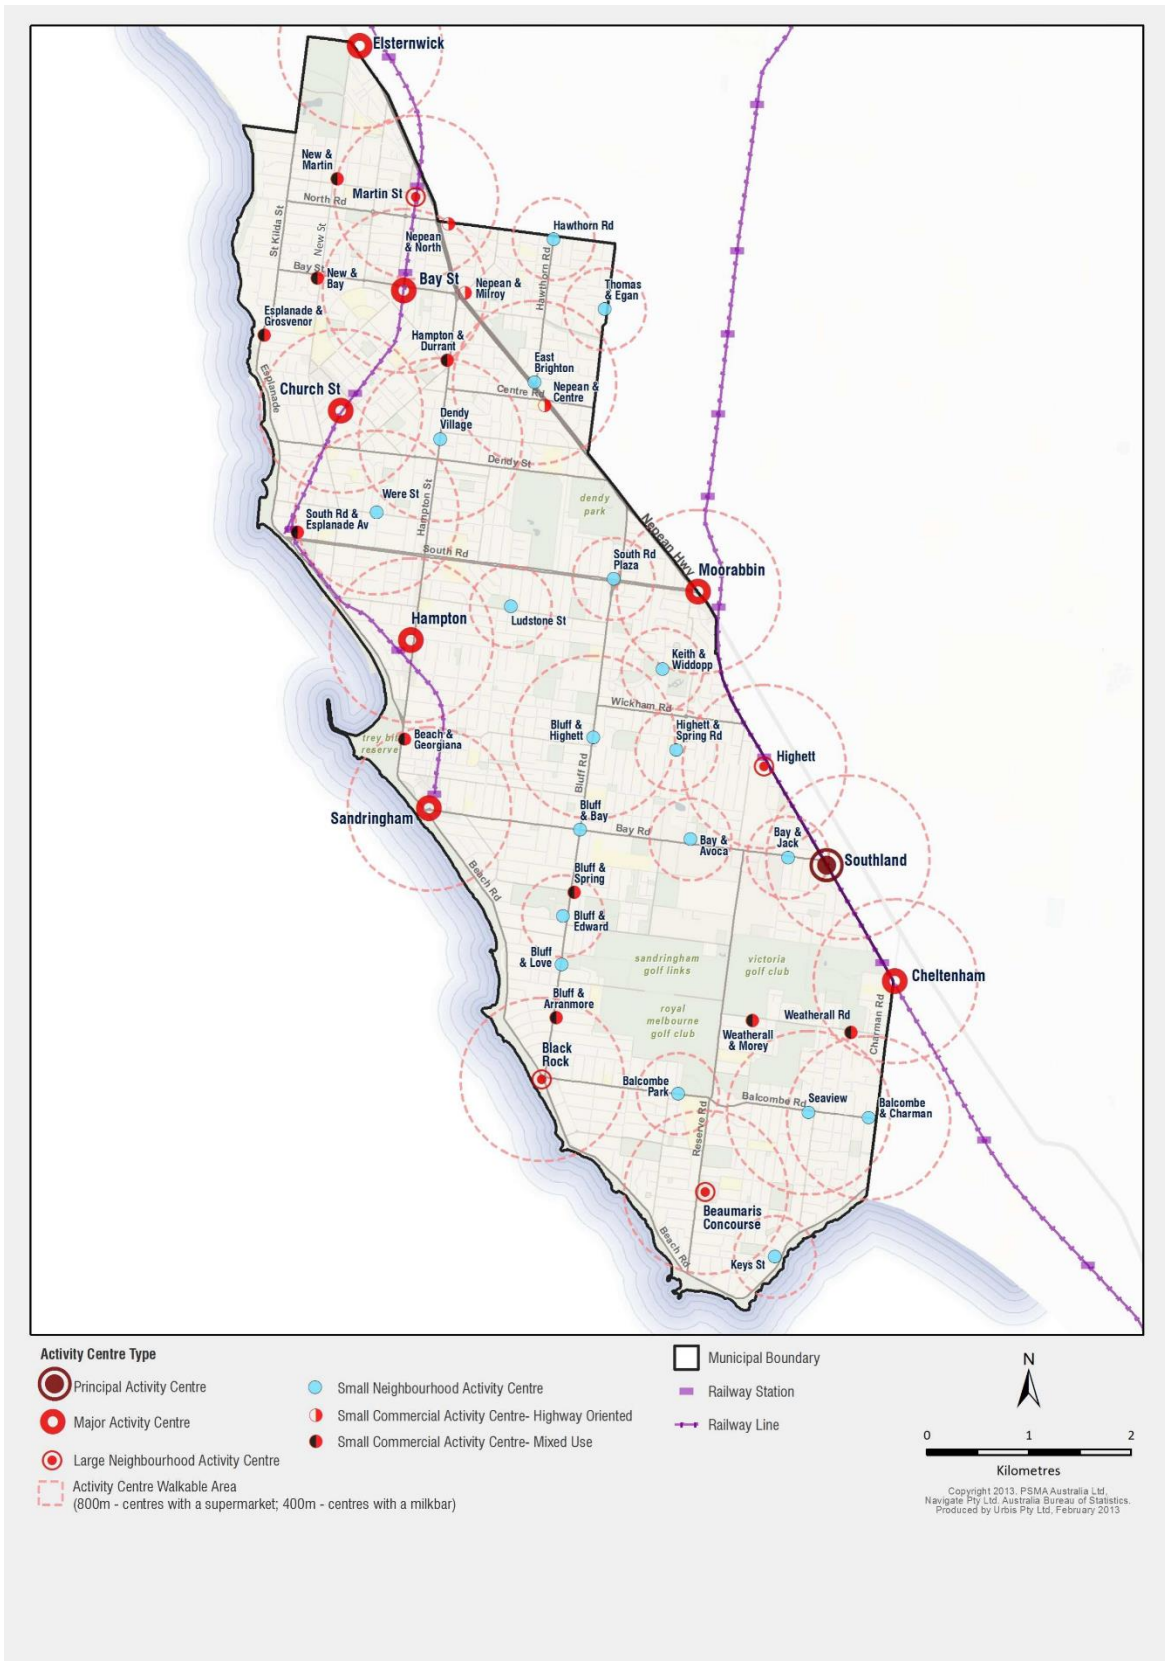 Elsternwick
New &
Martin
Martin St
North Rd
St Kilda St
New St
Nepean
& North
Hawthorn Rd
Hawthorn Rd
Bay St
New &
Bay
Bay St
Nepean &
Milroy
Thomas
& Egan
Esplanade &
Grosvenor
Hampton &
Durrant
Esplanade
East
Brighton
Church St
Centre Rd
Nepean &
Centre
Dendy
Village
Dendy St
Were St
Hampton St
dendy
park
South Rd &
Esplanade Av
Nepean Hwy
South Rd
South Rd
Plaza
Moorabbin
Hampton
Ludstone St
Keith &
Widdopp
Wickham Rd
trey bit
reserve
Beach &
Georgiana
Bluff &
Highett
Highett &
Spring Rd
Highett
Bluff Rd
Sandringham
Bluff
& Bay
Bay Rd
Bay &
Avoca
Bay &
Jack
Southland
Beach Rd
Bluff &
Spring
Bluff &
Edward
Bluff
& Love
sandringham
golf links
victoria
golf club
Cheltenham
Bluff &
Arranmore
royal
melbourne
golf club
Weatherall
& Morey
Weatherall Rd
Charman Rd
Black
Rock
Balcombe
Park
Balcombe Rd
Seaview
Balcombe
& Charman
Reserve Rd
Beaumaris
Concourse
Beach Rd
Keys St
Activity Centre Type
Principal Activity Centre
Major Activity Centre
Large Neighbourhood Activity Centre
Activity Centre Walkable Area
(800m - centres with a supermarket; 400m - centres with a milkbar)
Small Neighbourhood Activity Centre
Small Commercial Activity Centre- Highway Oriented
Small Commercial Activity Centre- Mixed Use
Municipal Boundary
Railway Station
Railway Line
N
0 1 2
Kilometres
Copyright 2013. PSMA Australia Ltd,
Navigate Pty Ltd. Australia Bureau of Statistics.
Produced by Urbis Pty Ltd, February 2013